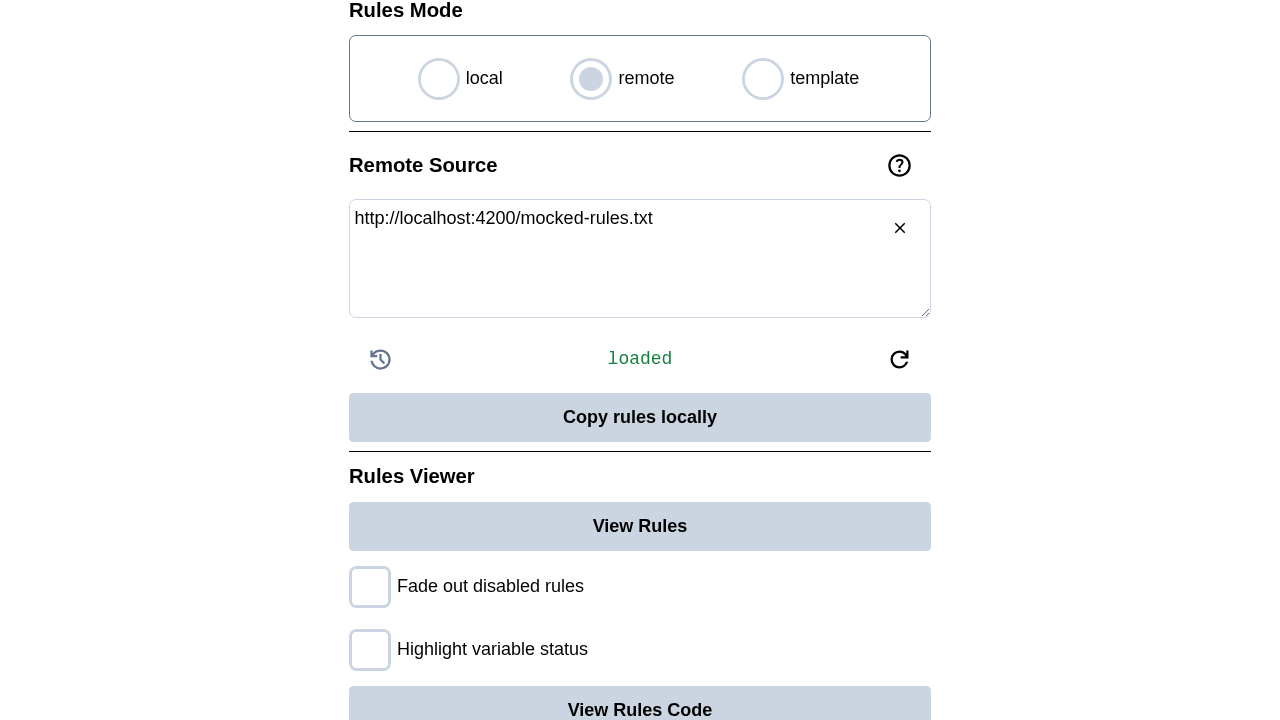 Rules Mode
local
remote
template
Remote Source
http://localhost:4200/mocked-rules.txt
loaded
Copy rules locally
Rules Viewer
View Rules
Fade out disabled rules
Highlight variable status
View Rules Code